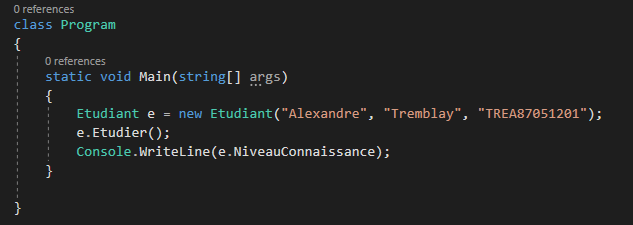 0 references
class Program
{
0 references
static void Main(string[] args)
{
Etudiant e = new Etudiant("Alexandre", "Tremblay", "TREA87051201");
e.Etudier();
Console.WriteLine(e.NiveauConnaissance);
}
}